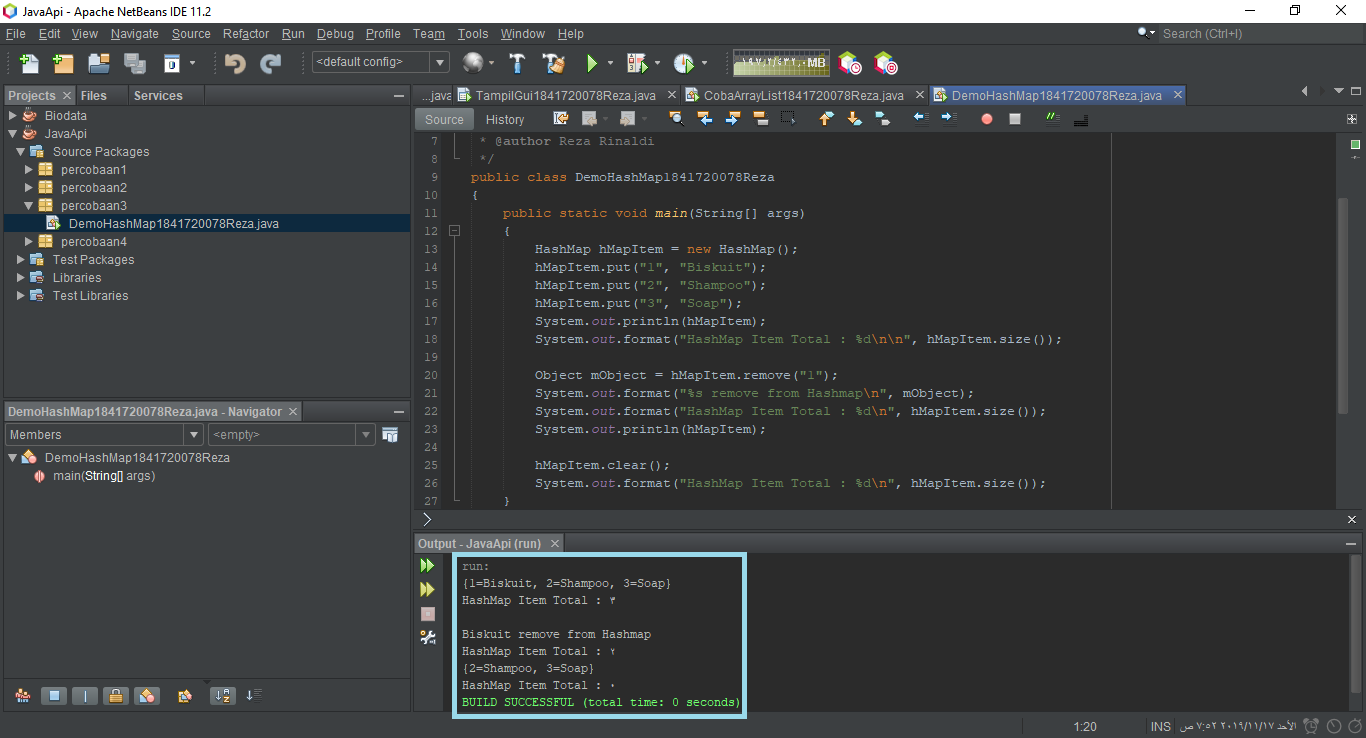 JavaApi - Apache NetBeans IDE 11.2
File Edit View Navigate Source Refactor Run Debug Profile Team Tools Window Help
Search (Ctrl+I)
<default config>
١٩٧٫٢/٤٣٢٫٠MB
Projects Files Services
Biodata
JavaApi
Source Packages
percobaan1
percobaan2
percobaan3
DemoHashMap1841720078Reza.java
percobaan4
Test Packages
Libraries
Test Libraries
DemoHashMap1841720078Reza.java - Navigator
Members <empty>
DemoHashMap1841720078Reza
main(String[] args)
...java TampilGui1841720078Reza.java CobaArrayList1841720078Reza.java DemoHashMap1841720078Reza.java
Source History
7 * @author Reza Rinaldi
8 */
9 public class DemoHashMap1841720078Reza
10 {
11 public static void main(String[] args)
12 {
13 HashMap hMapItem = new HashMap();
14 hMapItem.put("1", "Biskuit");
15 hMapItem.put("2", "Shampoo");
16 hMapItem.put("3", "Soap");
17 System.out.println(hMapItem);
18 System.out.format("HashMap Item Total : %d\n\n", hMapItem.size());
19
20 Object mObject = hMapItem.remove("1");
21 System.out.format("%s remove from Hashmap\n", mObject);
22 System.out.format("HashMap Item Total : %d\n", hMapItem.size());
23 System.out.println(hMapItem);
24
25 hMapItem.clear();
26 System.out.format("HashMap Item Total : %d\n", hMapItem.size());
27 }
Output - JavaApi (run)
run:
{1=Biskuit, 2=Shampoo, 3=Soap}
HashMap Item Total : ٣
Biskuit remove from Hashmap
HashMap Item Total : ٢
{2=Shampoo, 3=Soap}
HashMap Item Total : ٠
BUILD SUCCESSFUL (total time: 0 seconds)
1:20 INS الأحد ٢٠١٩/١١/١٧ ٧:٥٢ ص